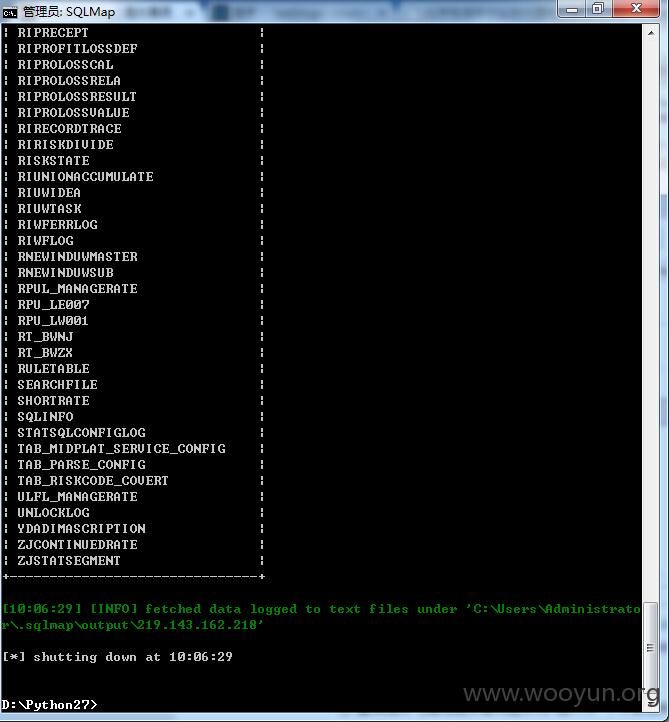 管理员: SQLMap
¦ RIPRECEPT ¦
¦ RIPROFITLOSSDEF ¦
¦ RIPROLOSSCAL ¦
¦ RIPROLOSSRELA ¦
¦ RIPROLOSSRESULT ¦
¦ RIPROLOSSVALUE ¦
¦ RIRECORDTRACE ¦
¦ RIRISKDIVIDE ¦
¦ RISKSTATE ¦
¦ RIUNIONACCUMULATE ¦
¦ RIUWIDEA ¦
¦ RIUWTASK ¦
¦ RIWFERRLOG ¦
¦ RIWFLOG ¦
¦ RNEWINDUWMASTER ¦
¦ RNEWINDUWSUB ¦
¦ RPUL_MANAGERATE ¦
¦ RPU_LE007 ¦
¦ RPU_LW001 ¦
¦ RT_BWNJ ¦
¦ RT_BWZX ¦
¦ RULETABLE ¦
¦ SEARCHFILE ¦
¦ SHORTRATE ¦
¦ SQLINFO ¦
¦ STATSQLCONFIGLOG ¦
¦ TAB_MIDPLAT_SERVICE_CONFIG ¦
¦ TAB_PARSE_CONFIG ¦
¦ TAB_RISKCODE_COVERT ¦
¦ ULFL_MANAGERATE ¦
¦ UNLOCKLOG ¦
¦ YDADIMASCRIPTION ¦
¦ ZJCONTINUEDRATE ¦
¦ ZJSTATSEGMENT ¦
+-------------------------------+
[10:06:29] [INFO] fetched data logged to text files under 'C:\Users\Administrato
r\.sqlmap\output\219.143.162.218'
[*] shutting down at 10:06:29
D:\Python27>
www.wooyun.org